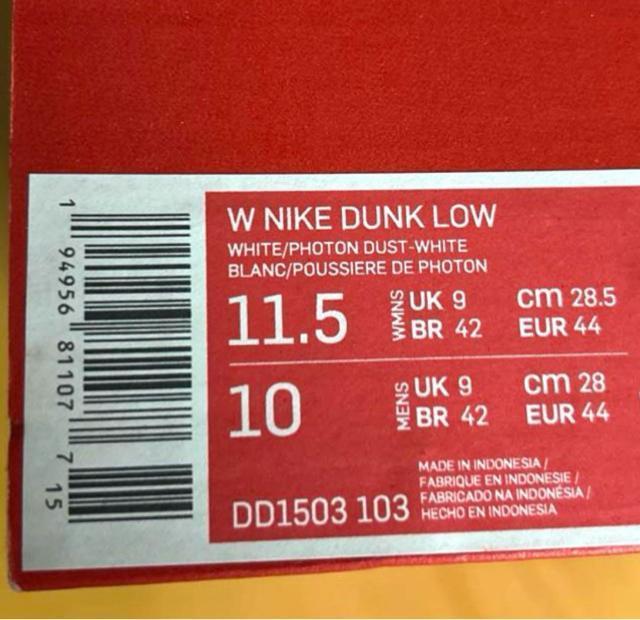 1 94956 81107 7 15
W NIKE DUNK LOW
WHITE/PHOTON DUST-WHITE
BLANC/POUSSIERE DE PHOTON
11.5 WMNS UK 9 cm 28.5
BR 42 EUR 44
10 MENS UK 9 cm 28
BR 42 EUR 44
MADE IN INDONESIA /
FABRIQUE EN INDONESIE /
FABRICADO NA INDONÉSIA /
DD1503 103 HECHO EN INDONESIA